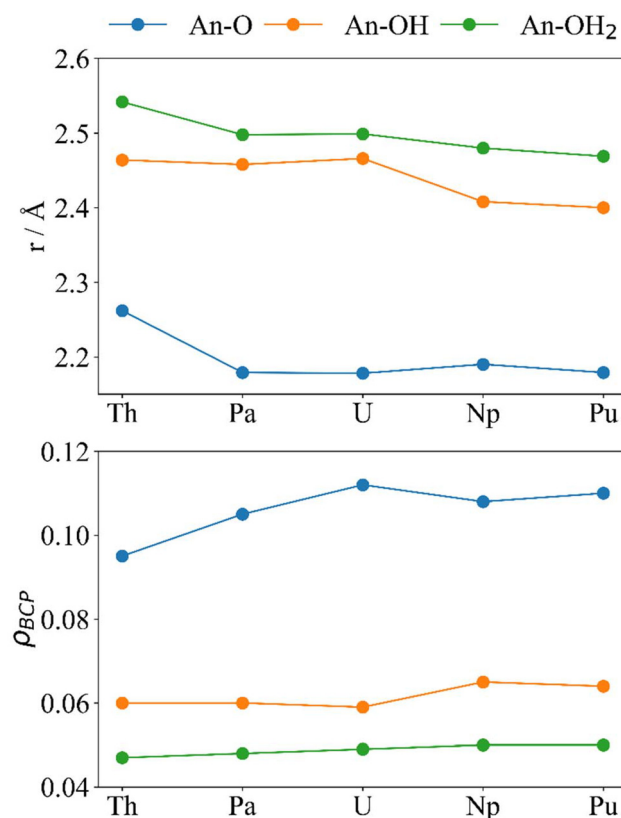 An-O An-OH An-OH₂
2.6
2.5
2.4
2.3
2.2
r / Å
Th Pa U Np Pu
0.12
0.10
0.08
0.06
0.04
ρBCP
Th Pa U Np Pu